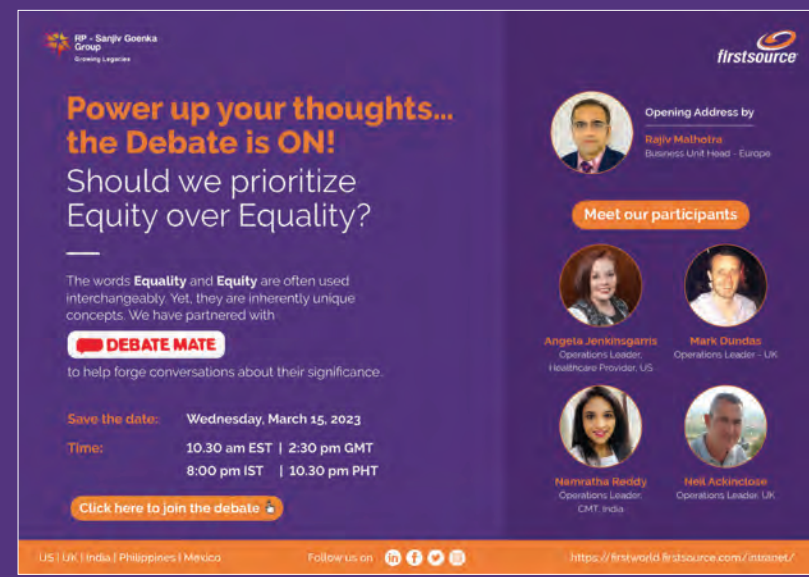 RP - Sanjiv Goenka
Group
Growing Legacies
firstsource
Power up your thoughts...
the Debate is ON!
Should we prioritize
Equity over Equality?
The words Equality and Equity are often used
interchangeably. Yet, they are inherently unique
concepts. We have partnered with
DEBATE MATE
to help forge conversations about their significance.
Save the date: Wednesday, March 15, 2023
Time: 10.30 am EST | 2:30 pm GMT
8:00 pm IST | 10.30 pm PHT
Click here to join the debate
Opening Address by
Rajiv Malhotra
Business Unit Head - Europe
Meet our participants
Angela Jenkinsgarris
Operations Leader,
Healthcare Provider, US
Mark Dundas
Operations Leader - UK
Namratha Reddy
Operations Leader,
CMT, India
Neil Ackinclose
Operations Leader, UK
US | UK | India | Philippines | Mexico
Follow us on
https://firstworld.firstsource.com/intranet/